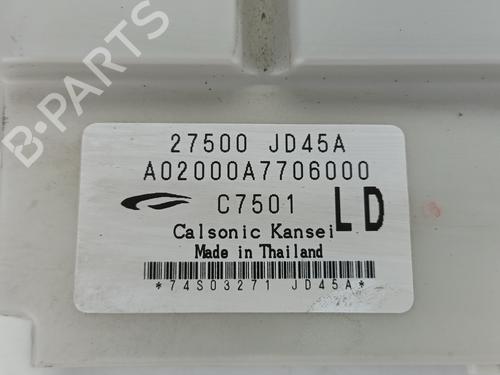 27500 JD45A
A02000A7706000
C7501
LD
Calsonic Kansei
Made in Thailand
*74S03271 JD45A*
B-PARTS